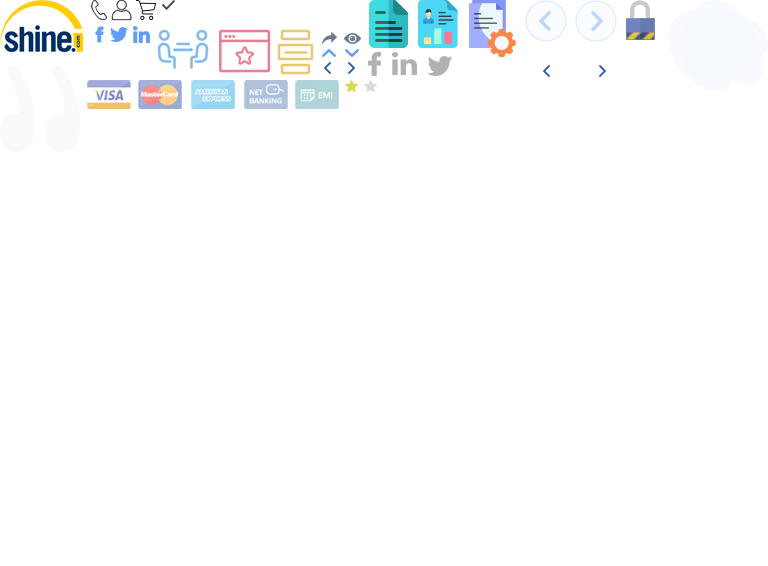 shine.com
VISA
MasterCard
AMERICAN
EXPRESS
NET
BANKING
EMI